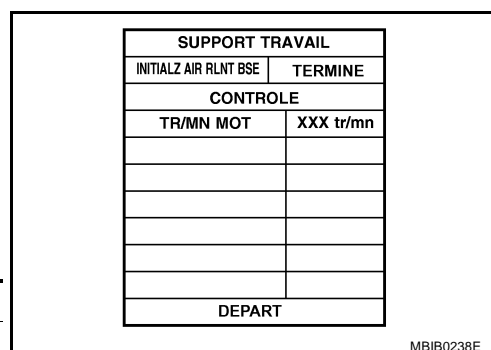 SUPPORT TRAVAIL
INITIALZ AIR RLNT BSE TERMINE
CONTROLE
TR/MN MOT XXX tr/mn
DEPART
MBIB0238E